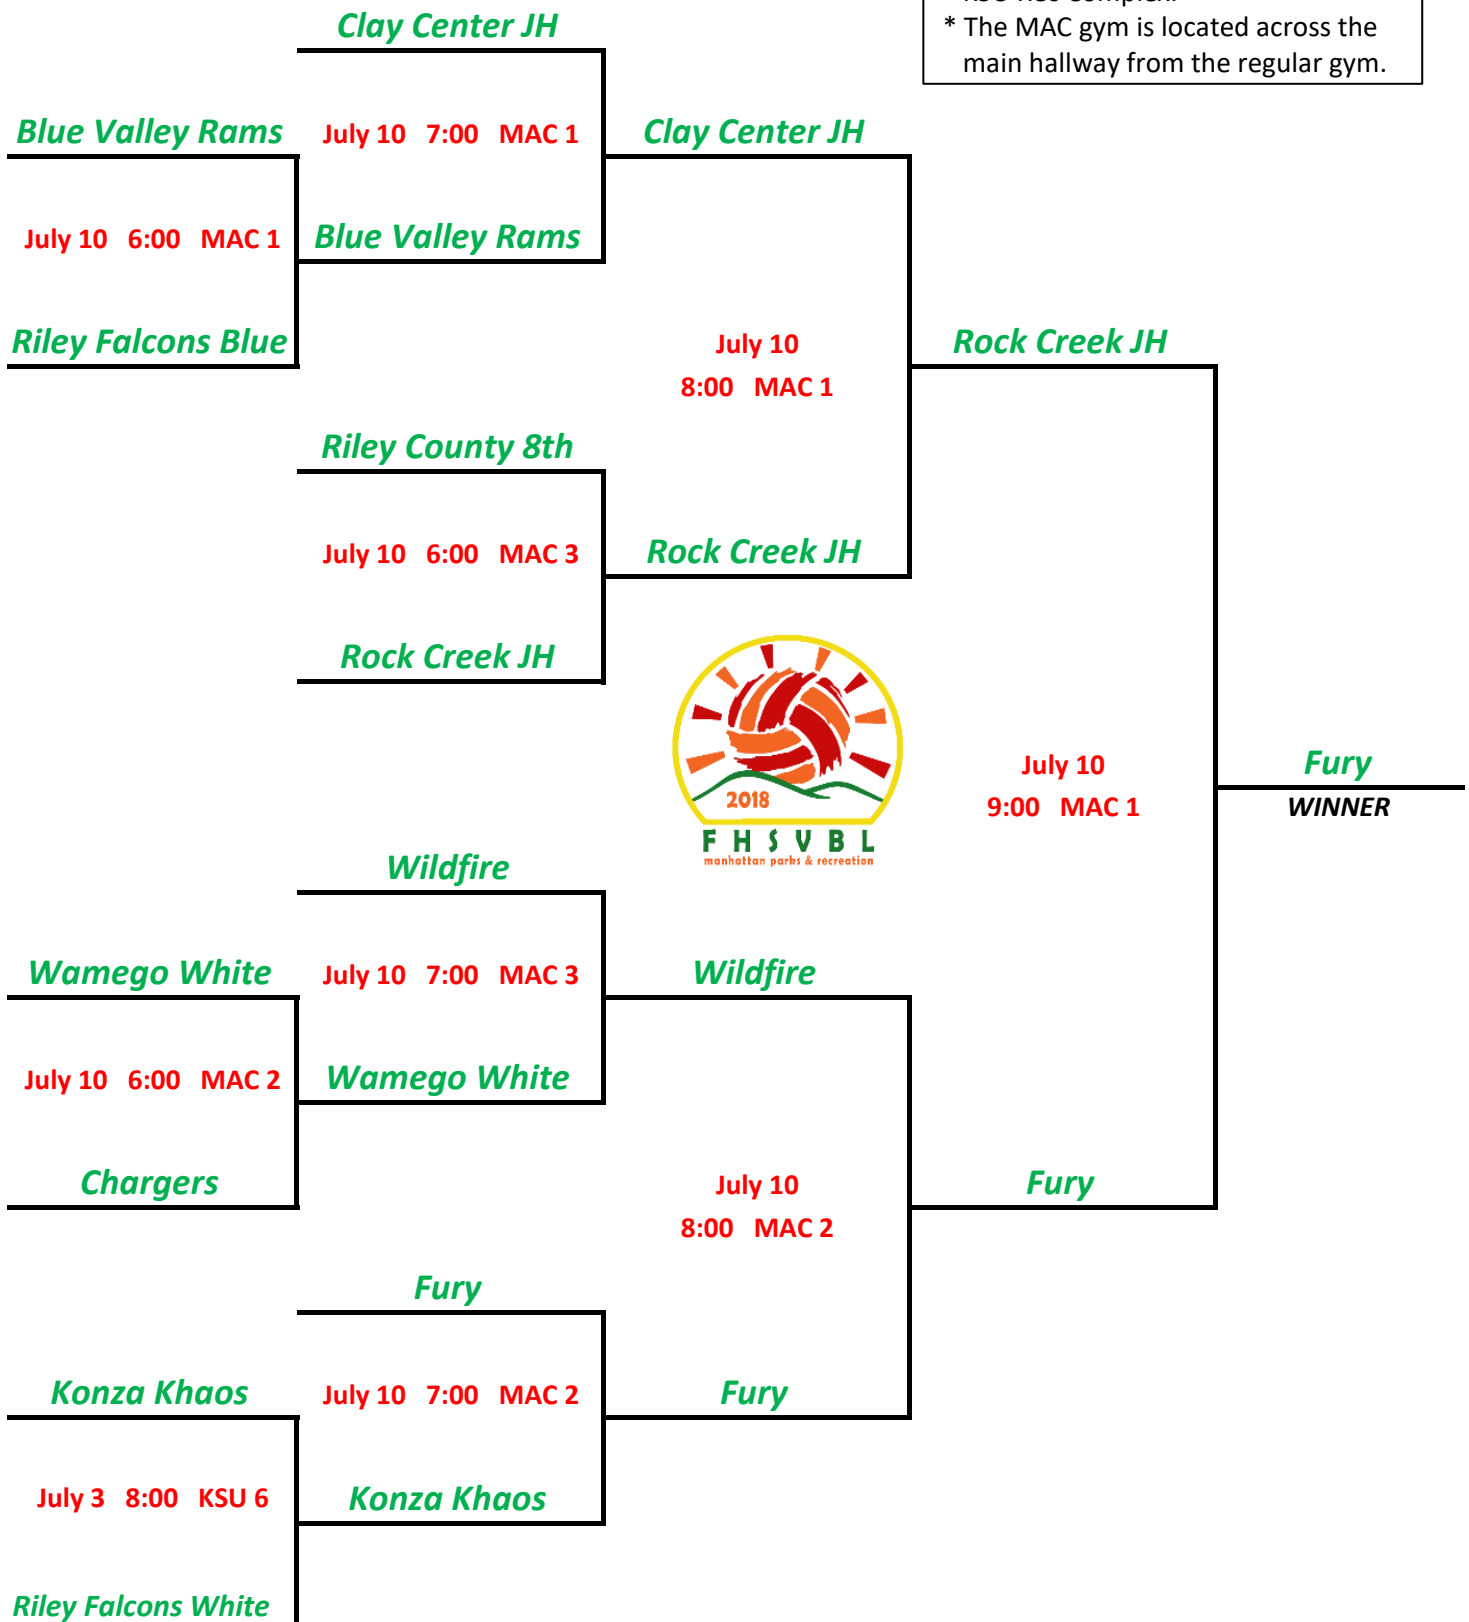 KSU Rec Complex.
* The MAC gym is located across the
main hallway from the regular gym.
Clay Center JH
Blue Valley Rams
July 10 7:00 MAC 1
Clay Center JH
July 10 6:00 MAC 1
Blue Valley Rams
Riley Falcons Blue
July 10
8:00 MAC 1
Rock Creek JH
Riley County 8th
July 10 6:00 MAC 3
Rock Creek JH
Rock Creek JH
2018
FHSVBL
manhattan parks & recreation
July 10
9:00 MAC 1
Fury
WINNER
Wildfire
Wamego White
July 10 7:00 MAC 3
Wildfire
July 10 6:00 MAC 2
Wamego White
Chargers
July 10
8:00 MAC 2
Fury
Fury
Konza Khaos
July 10 7:00 MAC 2
Fury
July 3 8:00 KSU 6
Konza Khaos
Riley Falcons White